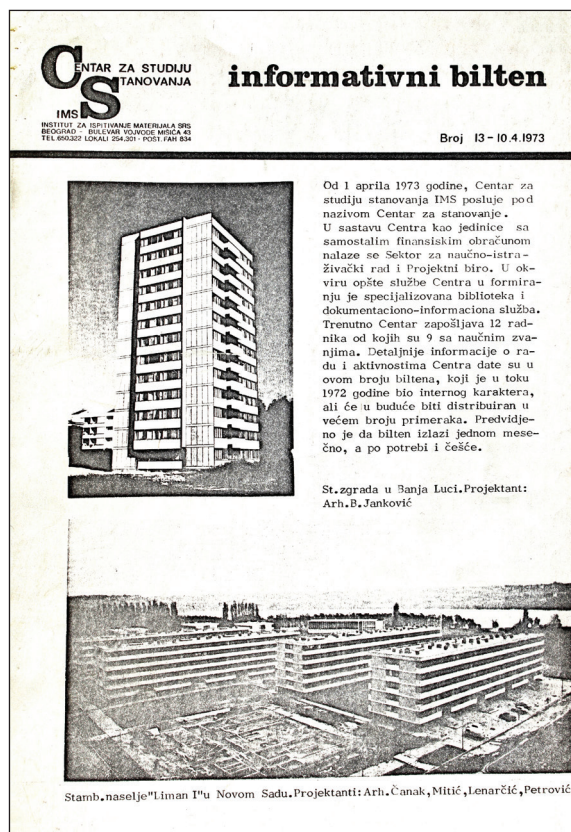 CENTAR ZA STUDIJU
STANOVANJA
IMS
INSTITUT ZA ISPITIVANJE MATERIJALA SRS
BEOGRAD - BULEVAR VOJVODE MIŠIĆA 43
TEL. 650.322 LOKALI 254.301 - POŠT. FAH 834
informativni bilten
Broj 13-10.4.1973
Od 1 aprila 1973 godine, Centar za
studiju stanovanja IMS posluje pod
nazivom Centar za stanovanje.
U sastavu Centra kao jedinice sa
samostalim finansiskim obračunom
nalaze se Sektor za naučno-istra-
živački rad i Projektni biro. U ok-
viru opšte službe Centra u formira-
nju je specijalizovana biblioteka i
dokumentaciono-informaciona služba.
Trenutno Centar zapošljava 12 rad-
nika od kojih su 9 sa naučnim zva-
njima. Detaljnije informacije o ra-
du i aktivnostima Centra date su u
ovom broju biltena, koji je u toku
1972 godine bio internog karaktera,
ali će u buduće biti distribuiran u
većem broju primeraka. Predvidje-
no je da bilten izlazi jednom mese-
čno, a po potrebi i češće.
St.zgrada u Banja Luci.Projektant:
Arh.B.Janković
Stamb.naselje"Liman I"u Novom Sadu.Projektanti:Arh.Čanak,Mitić,Lenarčić,Petrović